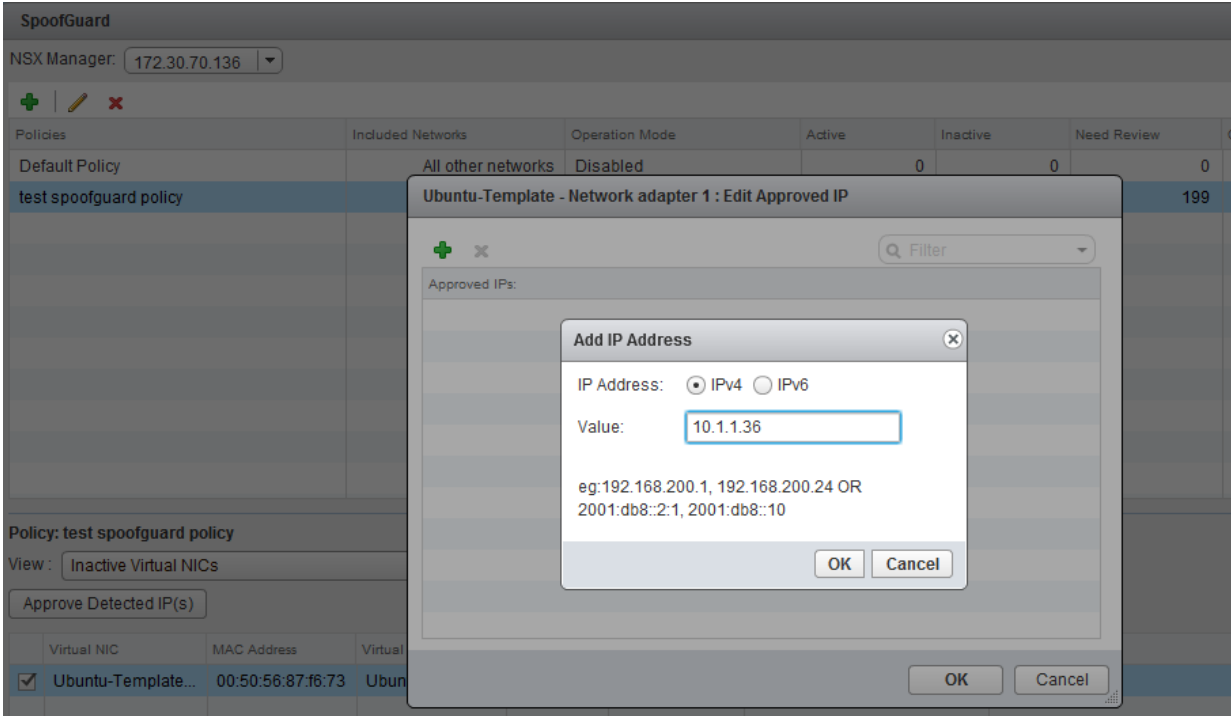 SpoofGuard
NSX Manager: 172.30.70.136
Policies Included Networks Operation Mode Active Inactive Need Review
Default Policy All other networks Disabled 0 0 0
test spoofguard policy 199
Ubuntu-Template - Network adapter 1 : Edit Approved IP
Filter
Approved IPs:
Add IP Address
IP Address: IPv4 IPv6
Value: 10.1.1.36
eg:192.168.200.1, 192.168.200.24 OR
2001:db8::2:1, 2001:db8::10
OK Cancel
Policy: test spoofguard policy
View : Inactive Virtual NICs
Approve Detected IP(s)
Virtual NIC MAC Address Virtual
Ubuntu-Template... 00:50:56:87:f6:73 Ubun
OK Cancel